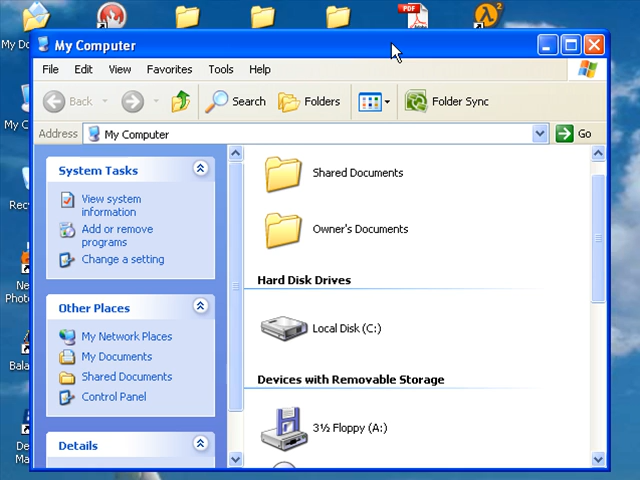 PDF
Adobe
My Computer
File Edit View Favorites Tools Help
Back Search Folders Folder Sync
Address My Computer Go
System Tasks
View system
information
Add or remove
programs
Change a setting
Other Places
My Network Places
My Documents
Shared Documents
Control Panel
Details
Shared Documents
Owner's Documents
Hard Disk Drives
Local Disk (C:)
Devices with Removable Storage
3½ Floppy (A:)
My Do
My C
Rec
Ne
Phot
Bala
De
Ma